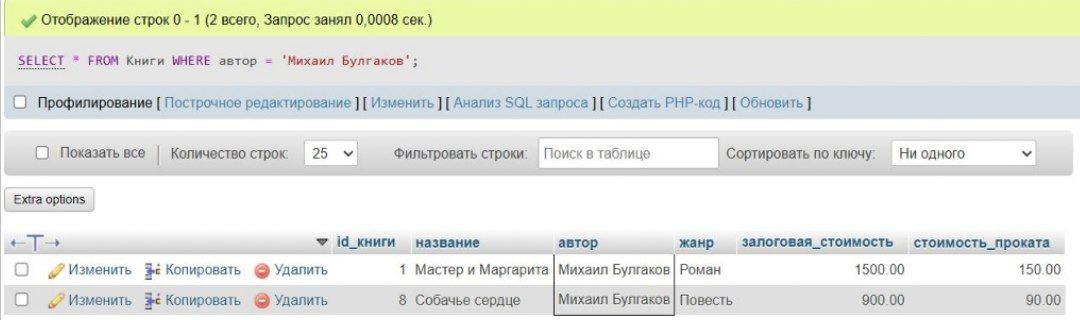 Отображение строк 0 - 1 (2 всего, Запрос занял 0,0008 сек.)
SELECT * FROM Книги WHERE автор = 'Михаил Булгаков';
Профилирование [ Построчное редактирование ] [ Изменить ] [ Анализ SQL запроса ] [ Создать PHP-код ] [ Обновить ]
Показать все | Количество строк: 25 Фильтровать строки: Поиск в таблице Сортировать по ключу: Ни одного
Extra options
←T→ id_книги название автор жанр залоговая_стоимость стоимость_проката
Изменить Копировать Удалить 1 Мастер и Маргарита Михаил Булгаков Роман 1500.00 150.00
Изменить Копировать Удалить 8 Собачье сердце Михаил Булгаков Повесть 900.00 90.00